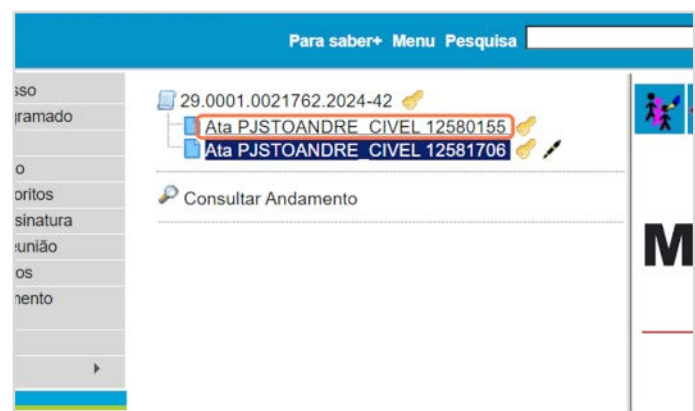 Para saber+ Menu Pesquisa
sso
ramado
o
oritos
sinatura
união
os
nento
29.0001.0021762.2024-42
Ata PJSTOANDRE_CIVEL 12580155
Ata PJSTOANDRE_CIVEL 12581706
Consultar Andamento
M